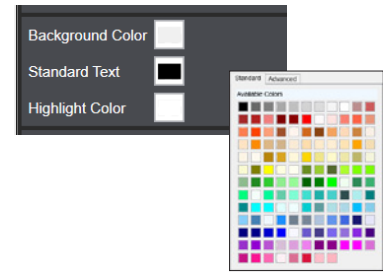 Background Color
Standard Text
Highlight Color
Standard Advanced
Available Colors